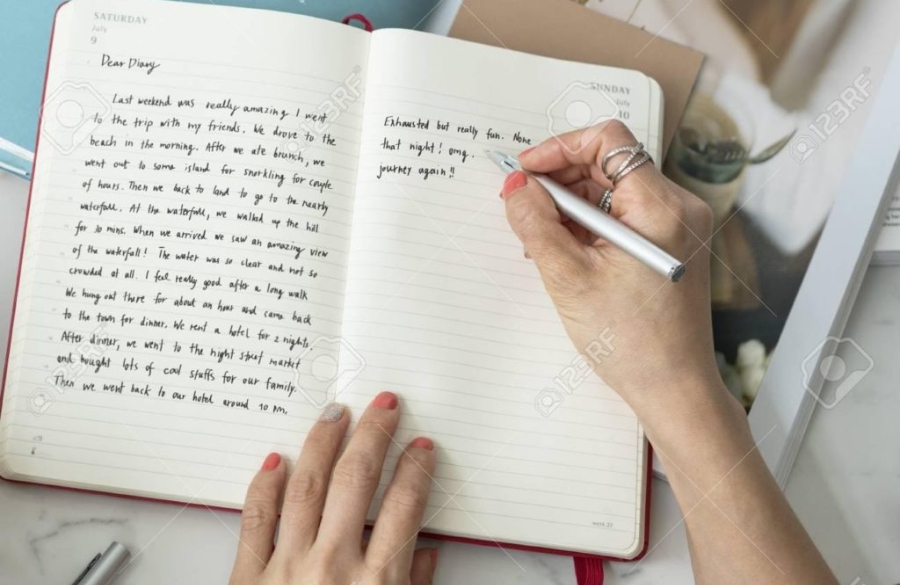 SATURDAY
July
9
Dear Diary
Last weekend was really amazing I went
to the trip with my friends. We drove to the
beach in the morning. After we ate brunch, we
went out to some island for snorkling for couple
of hours. Then we back to land to go to the nearby
waterfall. At the waterfall, we walked up the hill
for 30 mins. When we arrived we saw an amazing view
of the waterfall! The water was so clear and not so
crowded at all. I feel really good after a long walk
We hung out there for about an hour and came back
to the town for dinner. We rent a hotel for 2 nights.
After dinner, we went to the night street market
and bought lots of cool stuffs for our family.
Then we went back to our hotel around 10 PM.
SUNDAY
July
10
Exhausted but really fun. None
that night! omg.
journey again!!
123RF
123RF
123RF
123RF
123RF